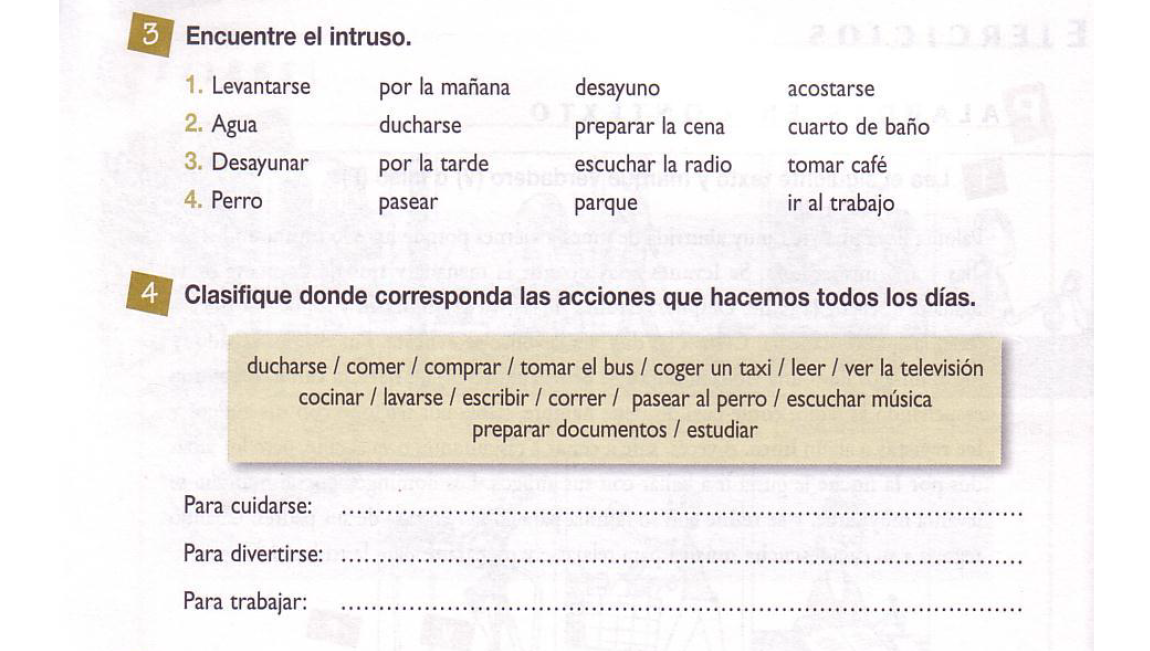 3 Encuentre el intruso.
1. Levantarse por la mañana desayuno acostarse
2. Agua ducharse preparar la cena cuarto de baño
3. Desayunar por la tarde escuchar la radio tomar café
4. Perro pasear parque ir al trabajo
4 Clasifique donde corresponda las acciones que hacemos todos los días.
ducharse / comer / comprar / tomar el bus / coger un taxi / leer / ver la televisión
cocinar / lavarse / escribir / correr / pasear al perro / escuchar música
preparar documentos / estudiar
Para cuidarse:
Para divertirse:
Para trabajar: